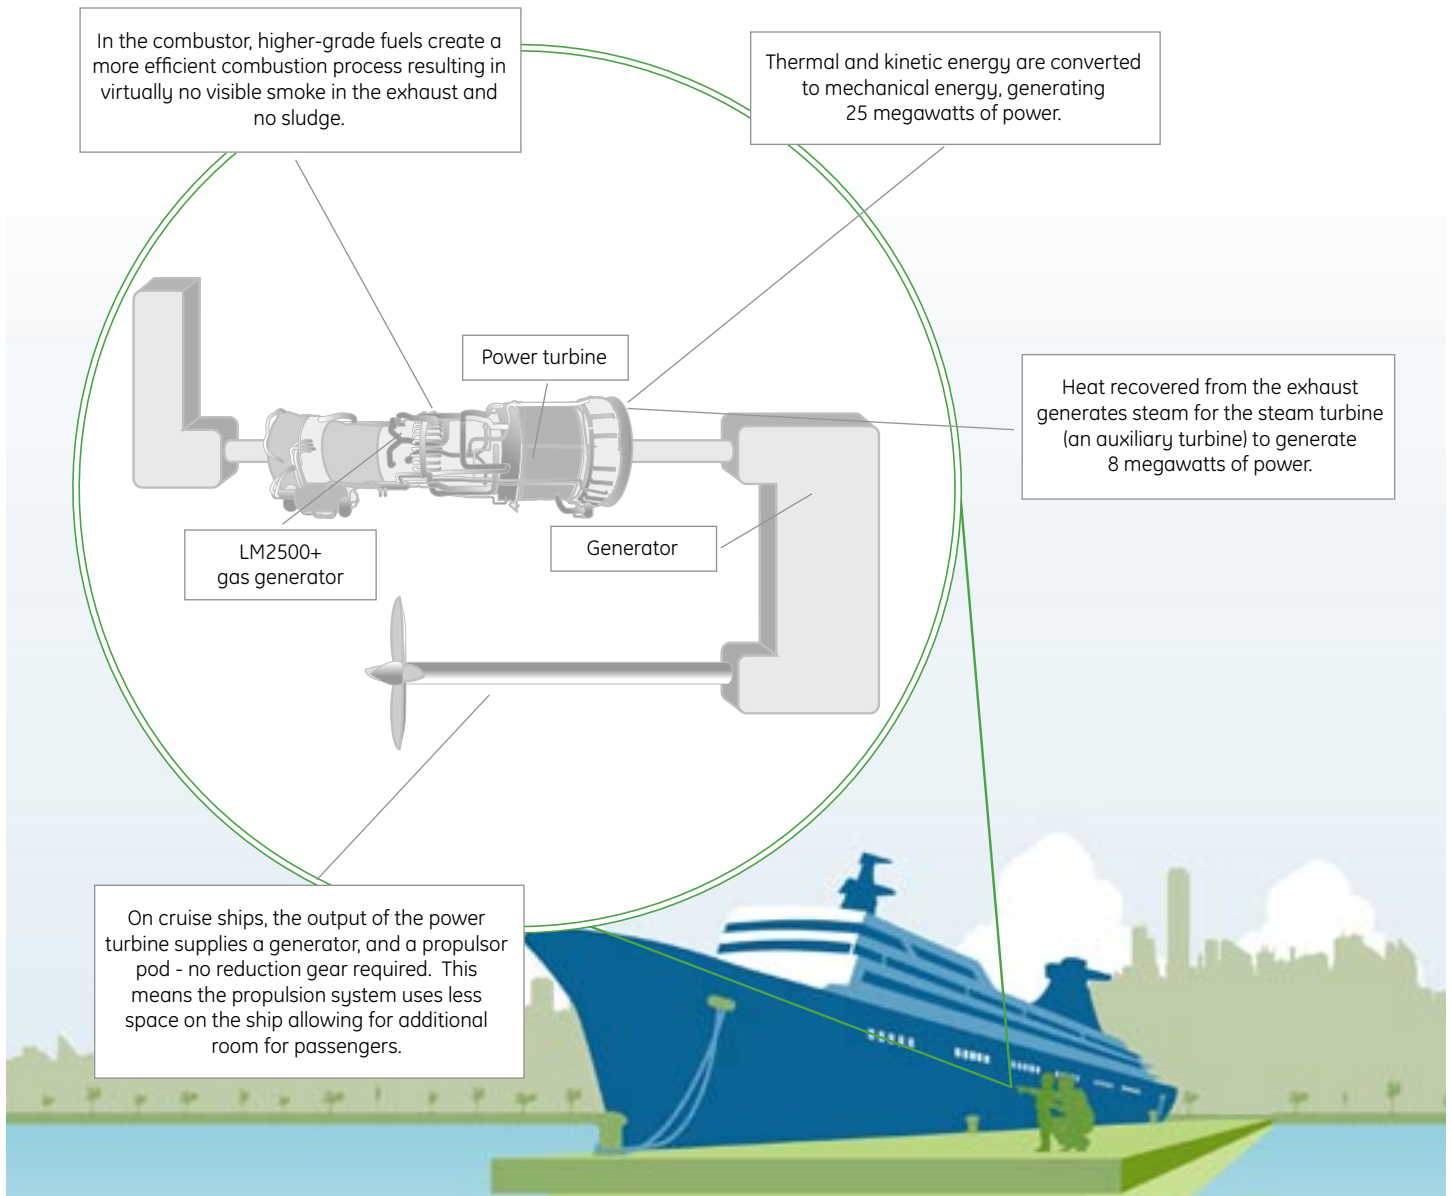 In the combustor, higher-grade fuels create a
more efficient combustion process resulting in
virtually no visible smoke in the exhaust and
no sludge.
Thermal and kinetic energy are converted
to mechanical energy, generating
25 megawatts of power.
Power turbine
Heat recovered from the exhaust
generates steam for the steam turbine
(an auxiliary turbine) to generate
8 megawatts of power.
LM2500+
gas generator
Generator
On cruise ships, the output of the power
turbine supplies a generator, and a propulsor
pod - no reduction gear required.  This
means the propulsion system uses less
space on the ship allowing for additional
room for passengers.